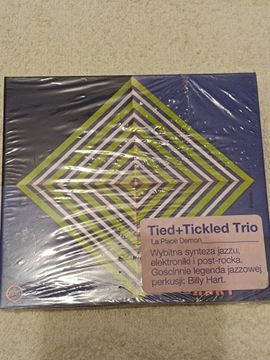 Tied+Tickled Trio
La Place Demon
Wybitna synteza jazzu,
elektroniki i post-rocka.
Gościnnie legenda jazzowej
perkusji: Billy Hart.